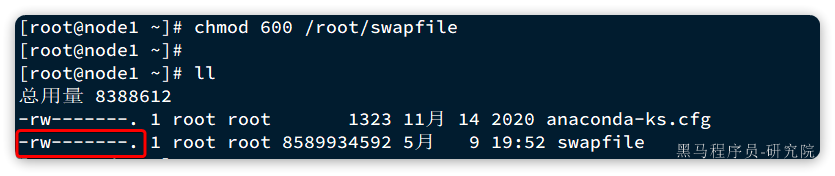 [root@node1 ~]# chmod 600 /root/swapfile
[root@node1 ~]#
[root@node1 ~]# ll
总用量 8388612
-rw-------. 1 root root       1323 11月 14 2020 anaconda-ks.cfg
-rw-------. 1 root root 8589934592 5月   9 19:52 swapfile
黑马程序员-研究院